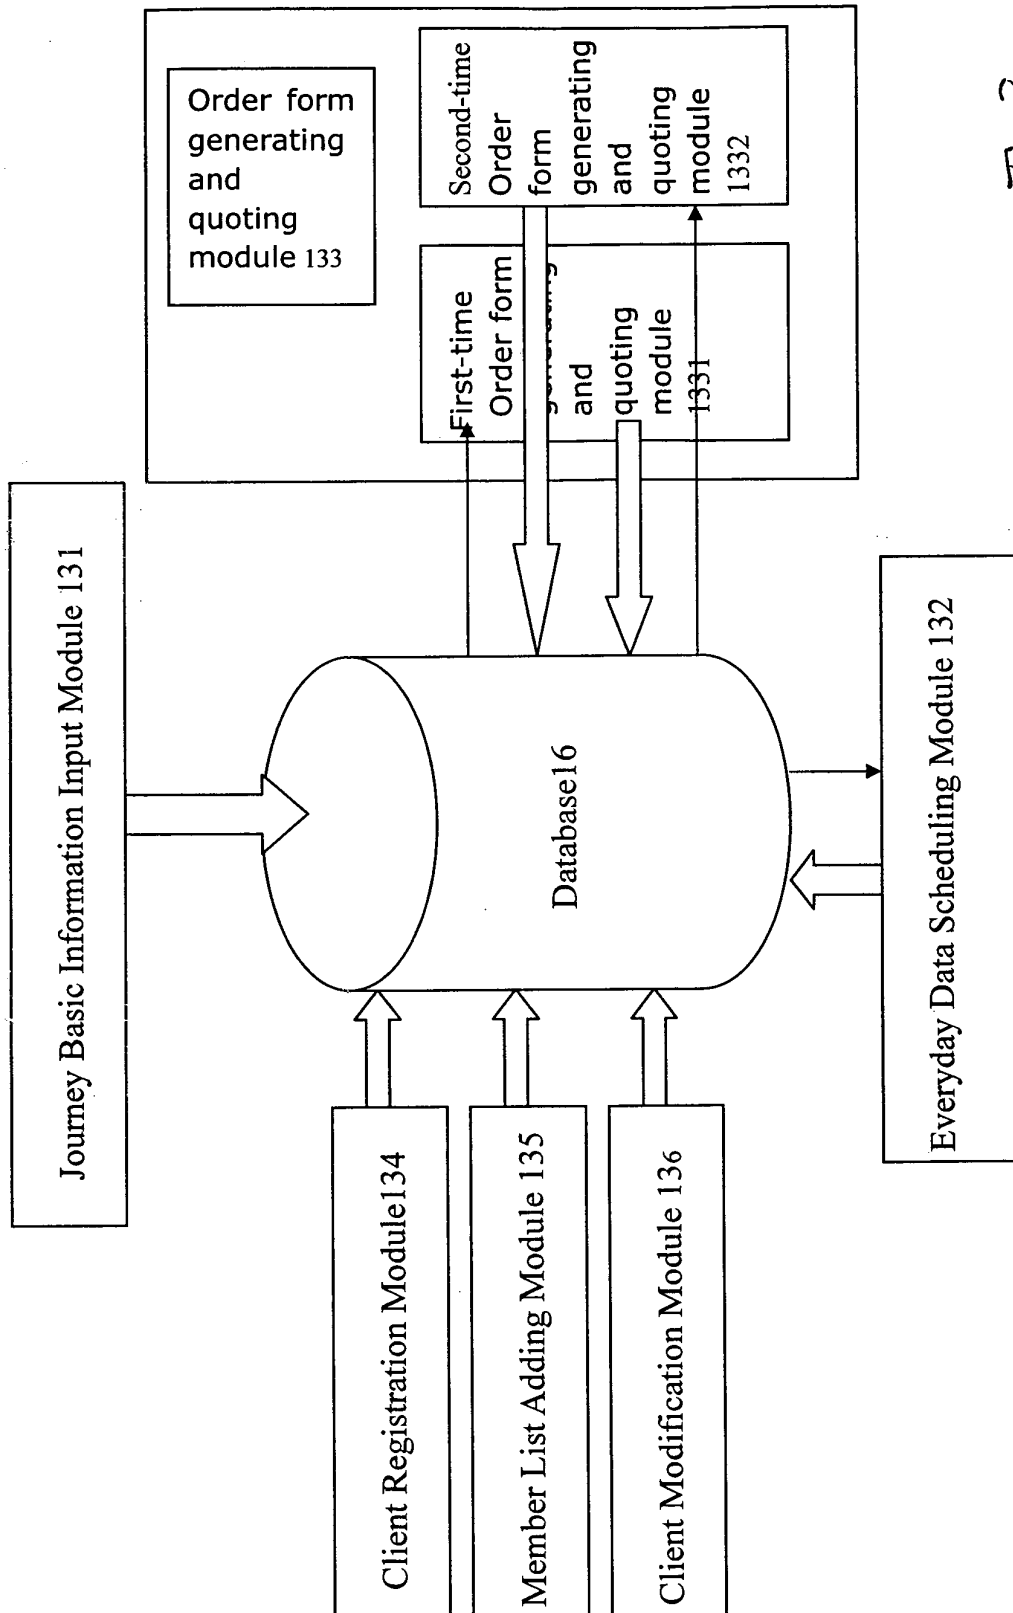 Order form
generating
and
quoting
module 133
Second-time
Order
form
generating
and
quoting
module
1332
First-time
Order form
generating
and
quoting
module
1331
Journey Basic Information Input Module 131
Database16
Everyday Data Scheduling Module 132
Client Registration Module134
Member List Adding Module 135
Client Modification Module 136